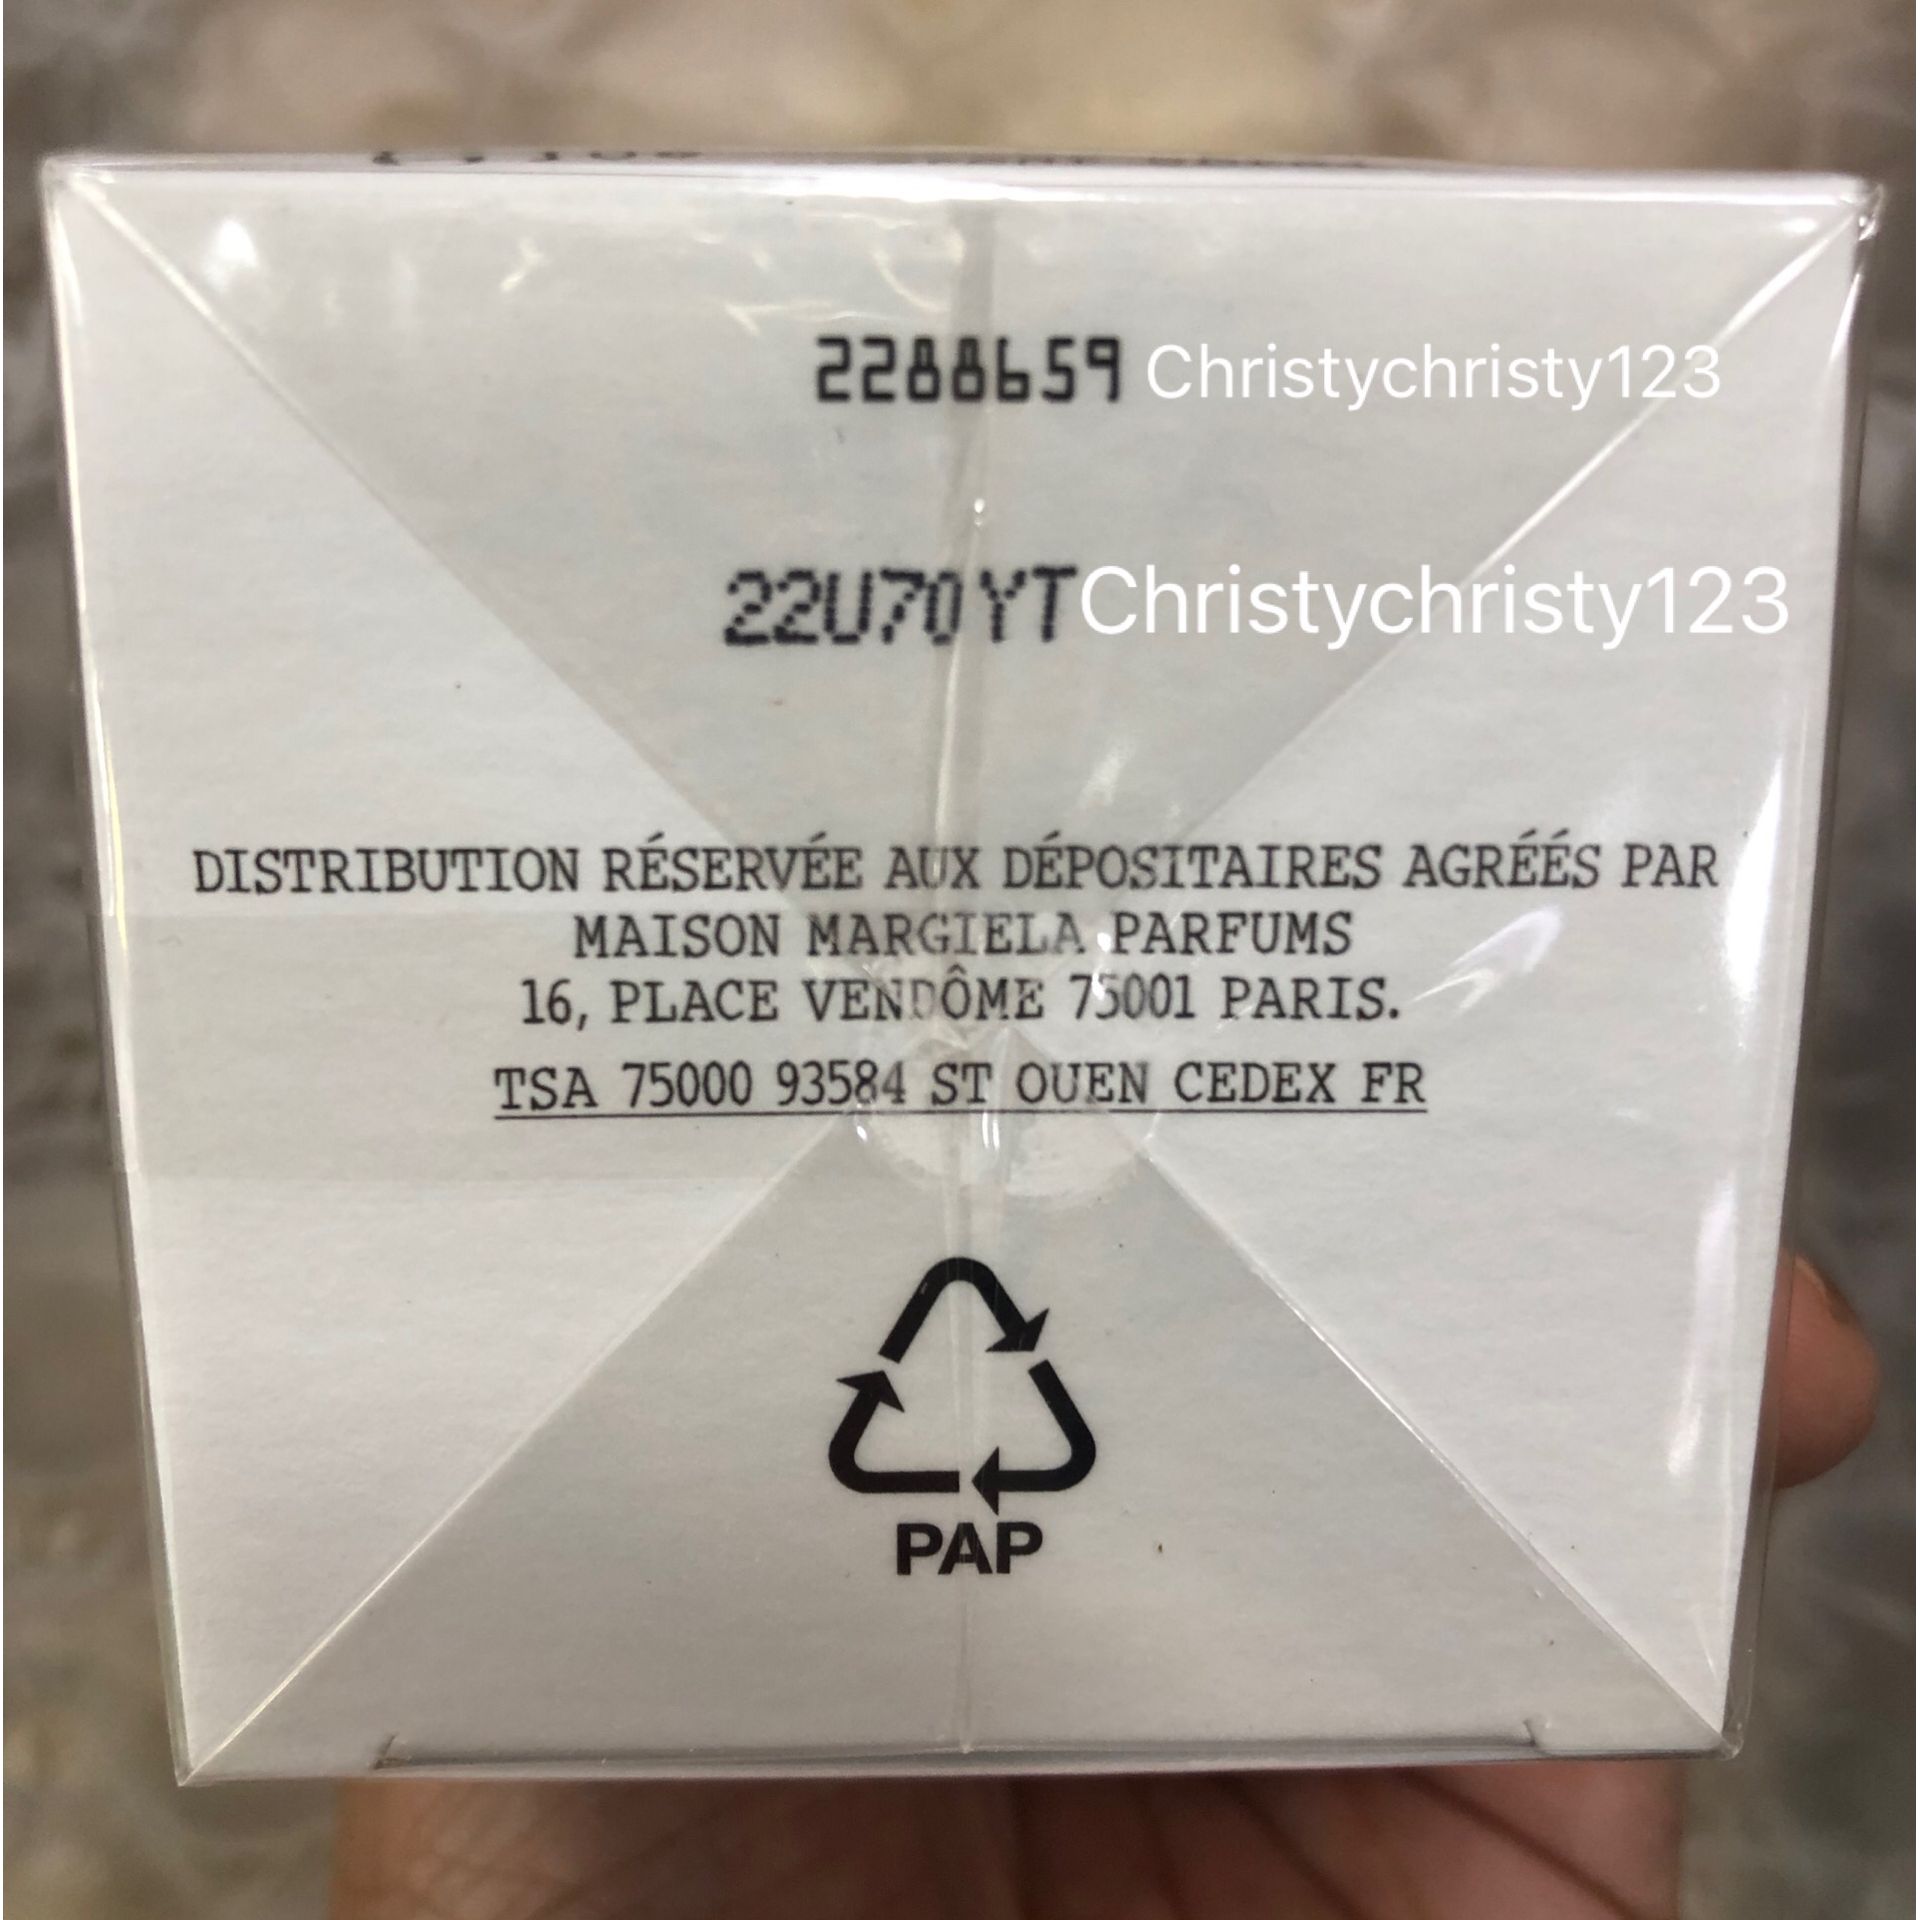 2288659 Christychristy123
22U70YT Christychristy123
DISTRIBUTION RÉSERVÉE AUX DÉPOSITAIRES AGRÉÉS PAR
MAISON MARGIELA PARFUMS
16, PLACE VENDÔME 75001 PARIS.
TSA 75000 93584 ST OUEN CEDEX FR
PAP